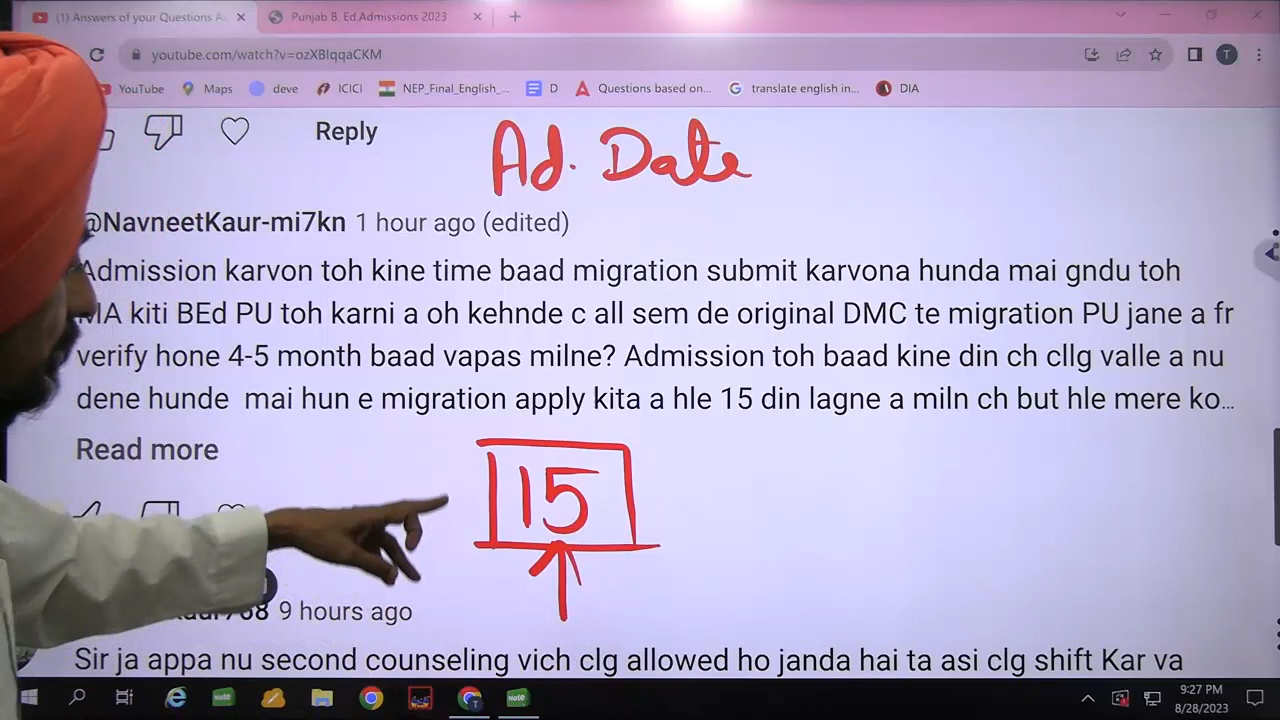 (1) Answers of your Questions A
Punjab B. Ed.Admissions 2023
youtube.com/watch?v=ozXBIqqaCKM
T
YouTube
Maps
deve
ICICI
NEP_Final_English_...
D
Questions based on...
translate english in...
DIA
Reply
Ad. Date
@NavneetKaur-mi7kn 1 hour ago (edited)
Admission karvon toh kine time baad migration submit karvona hunda mai gndu toh
MA kiti BEd PU toh karni a oh kehnde c all sem de original DMC te migration PU jane a fr
verify hone 4-5 month baad vapas milne? Admission toh baad kine din ch cllg valle a nu
dene hunde mai hun e migration apply kita a hle 15 din lagne a miln ch but hle mere ko...
Read more
15
9 hours ago
Sir ja appa nu second counseling vich clg allowed ho janda hai ta asi clg shift Kar va
Note
Note
9:27 PM
8/28/2023